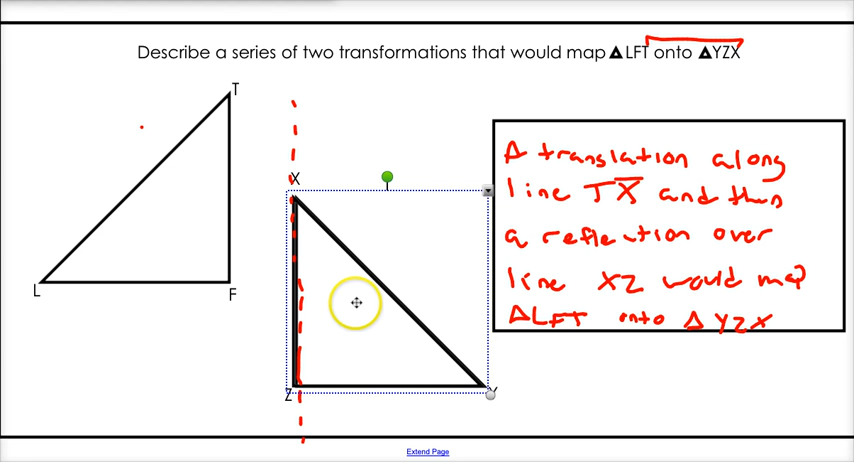 Describe a series of two transformations that would map ▲LFT onto ▲YZX
T
L
F
X
Z
Y
A translation along
line TX and then
a reflection over
line XZ would map
△LFT onto △YZX
Extend Page